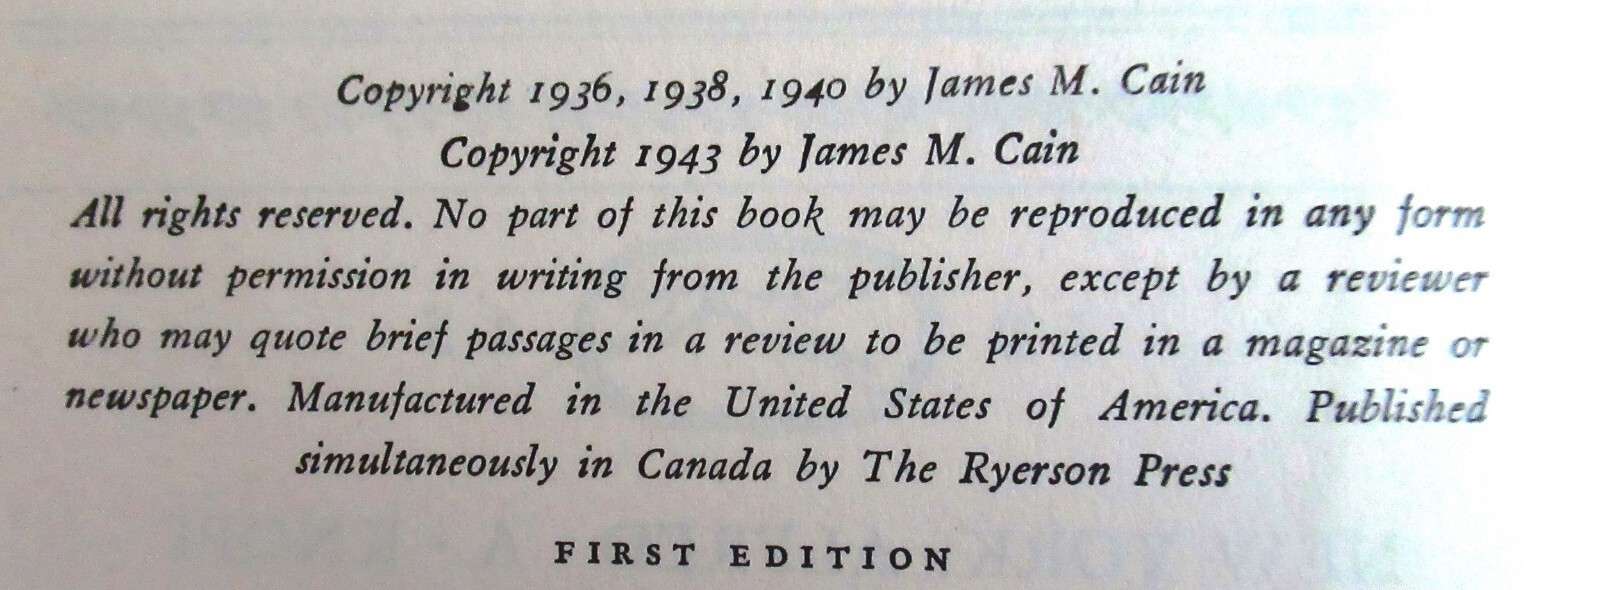 Copyright 1936, 1938, 1940 by James M. Cain
Copyright 1943 by James M. Cain
All rights reserved. No part of this book may be reproduced in any form
without permission in writing from the publisher, except by a reviewer
who may quote brief passages in a review to be printed in a magazine or
newspaper. Manufactured in the United States of America. Published
simultaneously in Canada by The Ryerson Press
FIRST EDITION